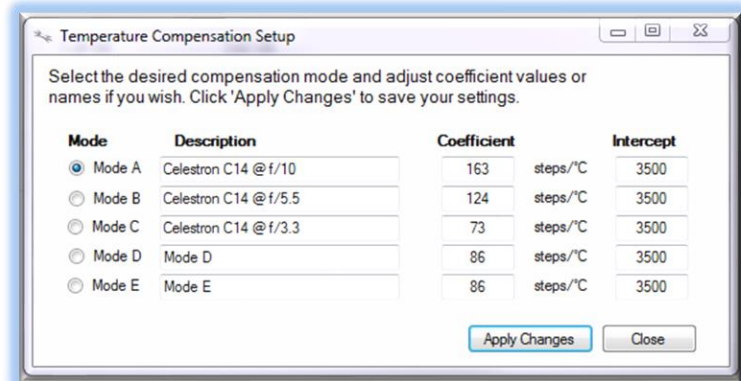 Temperature Compensation Setup
Select the desired compensation mode and adjust coefficient values or
names if you wish. Click 'Apply Changes' to save your settings.
Mode Description Coefficient Intercept
Mode A Celestron C14 @ f/10 163 steps/°C 3500
Mode B Celestron C14 @ f/5.5 124 steps/°C 3500
Mode C Celestron C14 @ f/3.3 73 steps/°C 3500
Mode D Mode D 86 steps/°C 3500
Mode E Mode E 86 steps/°C 3500
Apply Changes Close